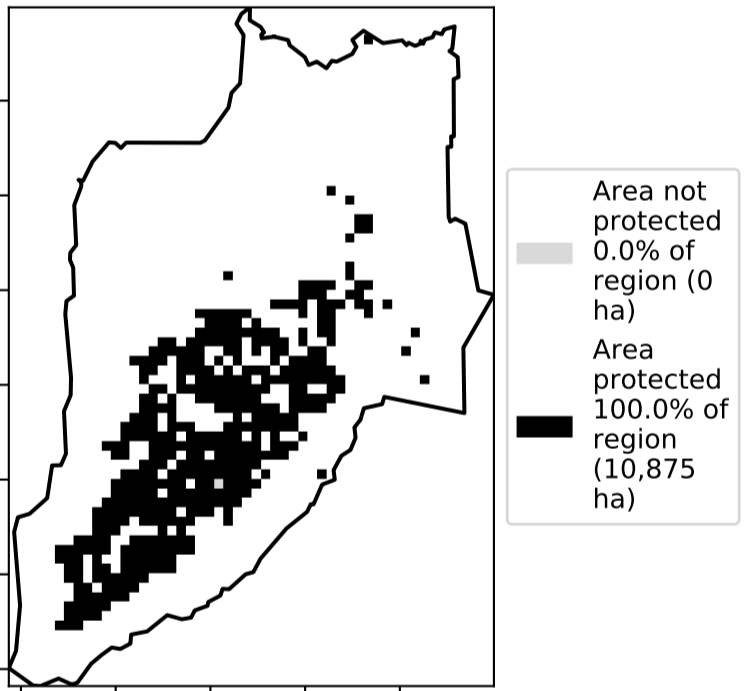 Area not
protected
0.0% of
region (0
ha)
Area
protected
100.0% of
region
(10,875
ha)